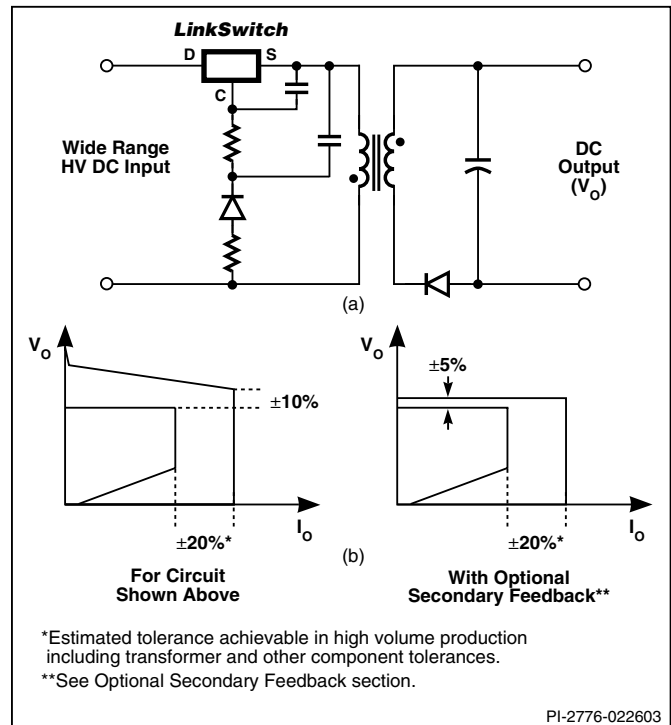 LinkSwitch
D
S
C
Wide Range
HV DC Input
DC
Output
(VO)
(a)
VO
±10%
IO
±20%*
For Circuit
Shown Above
(b)
VO
±5%
IO
±20%*
With Optional
Secondary Feedback**
*Estimated tolerance achievable in high volume production
including transformer and other component tolerances.
**See Optional Secondary Feedback section.
PI-2776-022603